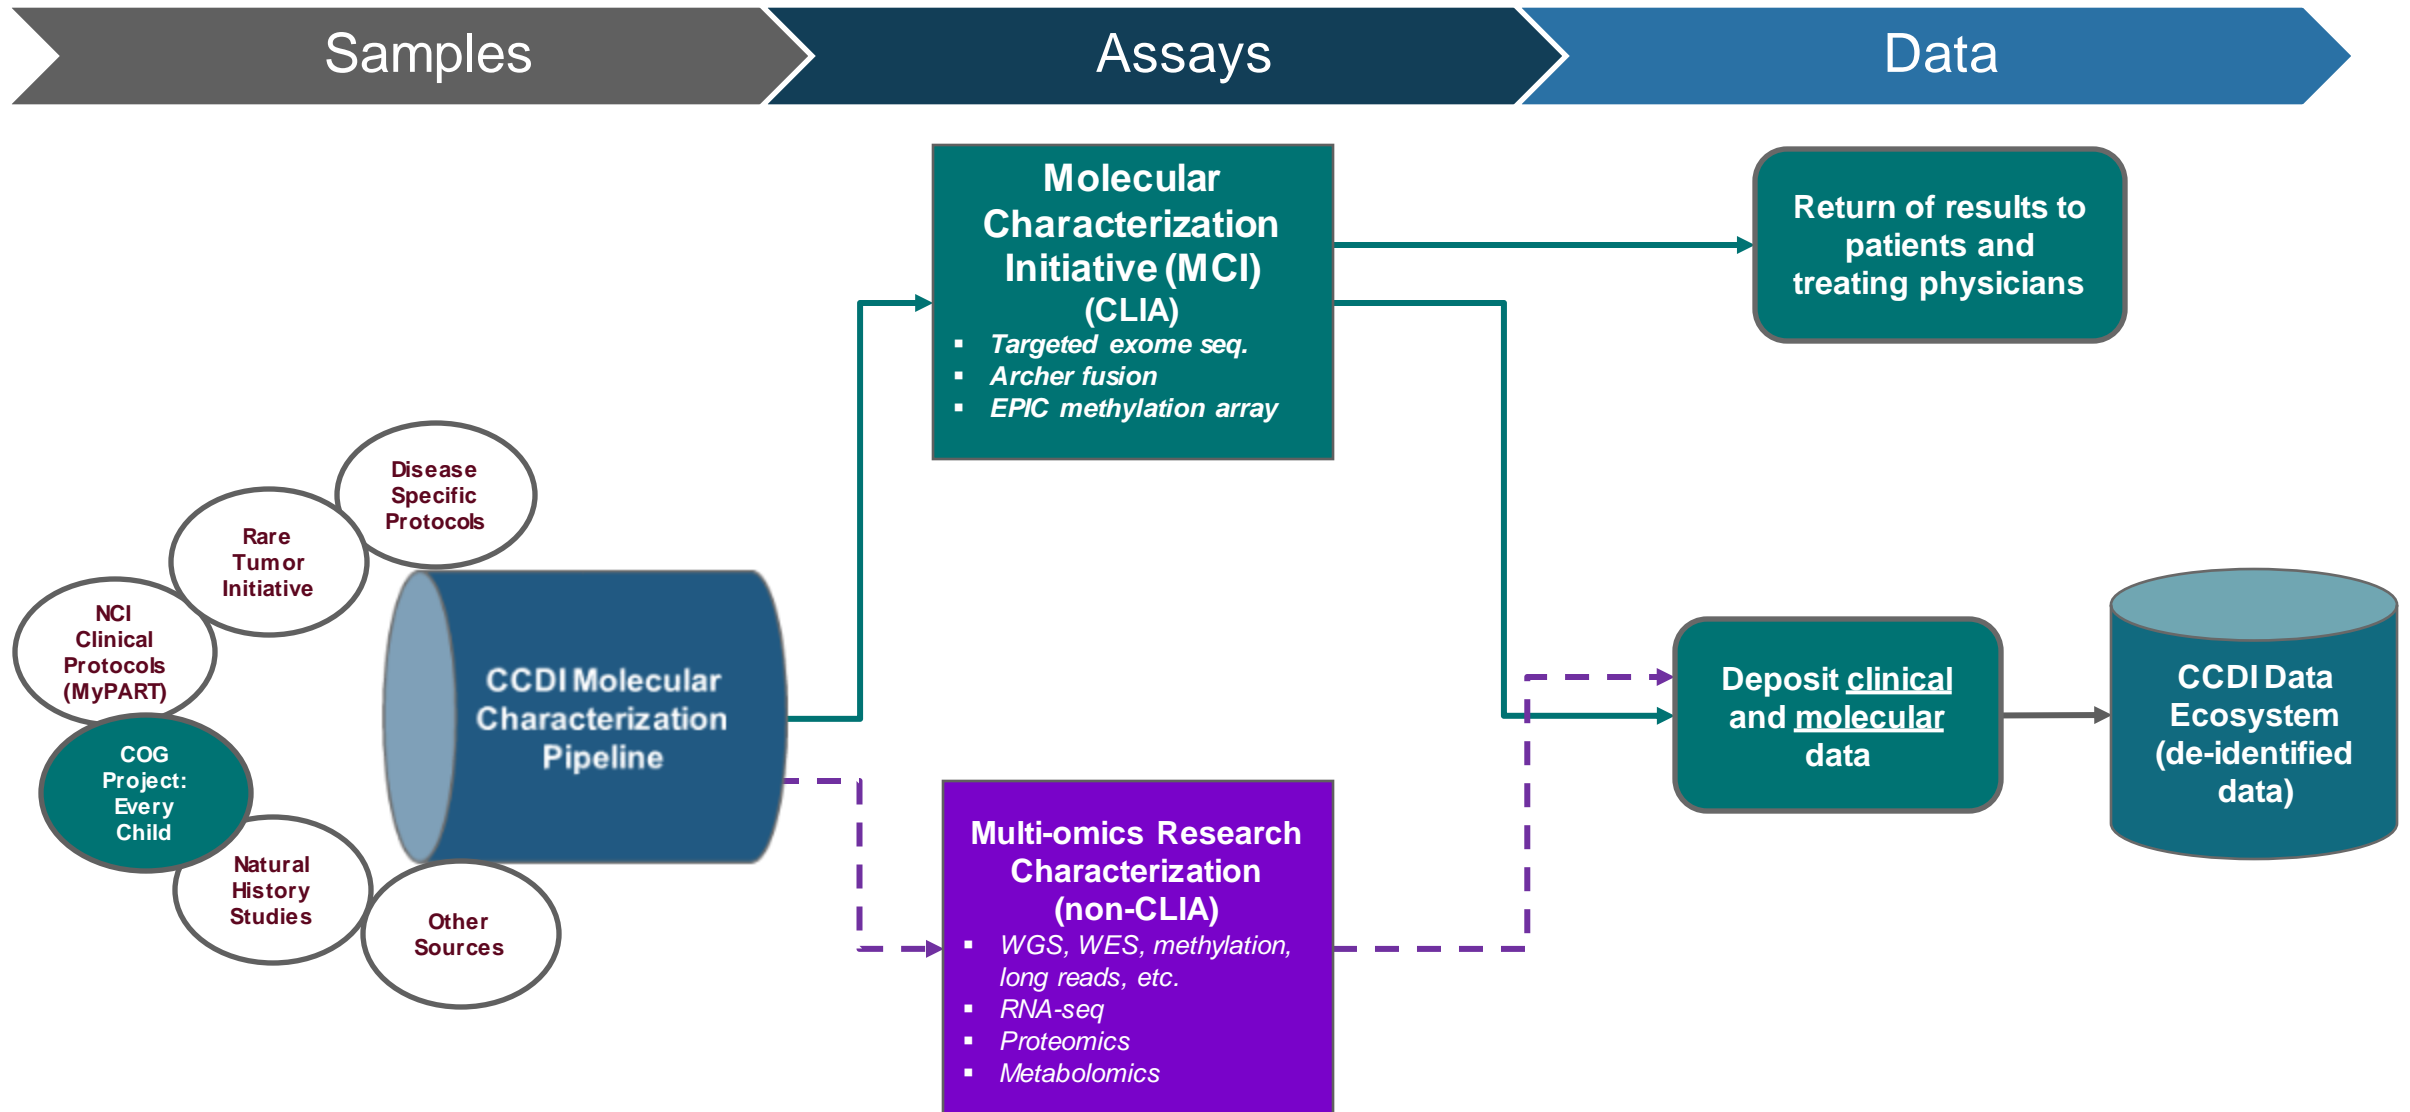 Samples
Assays
Data
Molecular
Characterization
Initiative (MCI)
(CLIA)
▪ Targeted exome seq.
▪ Archer fusion
▪ EPIC methylation array
Return of results to
patients and
treating physicians
Disease
Specific
Protocols
Rare
Tumor
Initiative
NCI
Clinical
Protocols
(MyPART)
COG
Project:
Every
Child
Natural
History
Studies
Other
Sources
CCDI Molecular
Characterization
Pipeline
Multi-omics Research
Characterization
(non-CLIA)
▪ WGS, WES, methylation,
long reads, etc.
▪ RNA-seq
▪ Proteomics
▪ Metabolomics
Deposit clinical
and molecular
data
CCDI Data
Ecosystem
(de-identified
data)